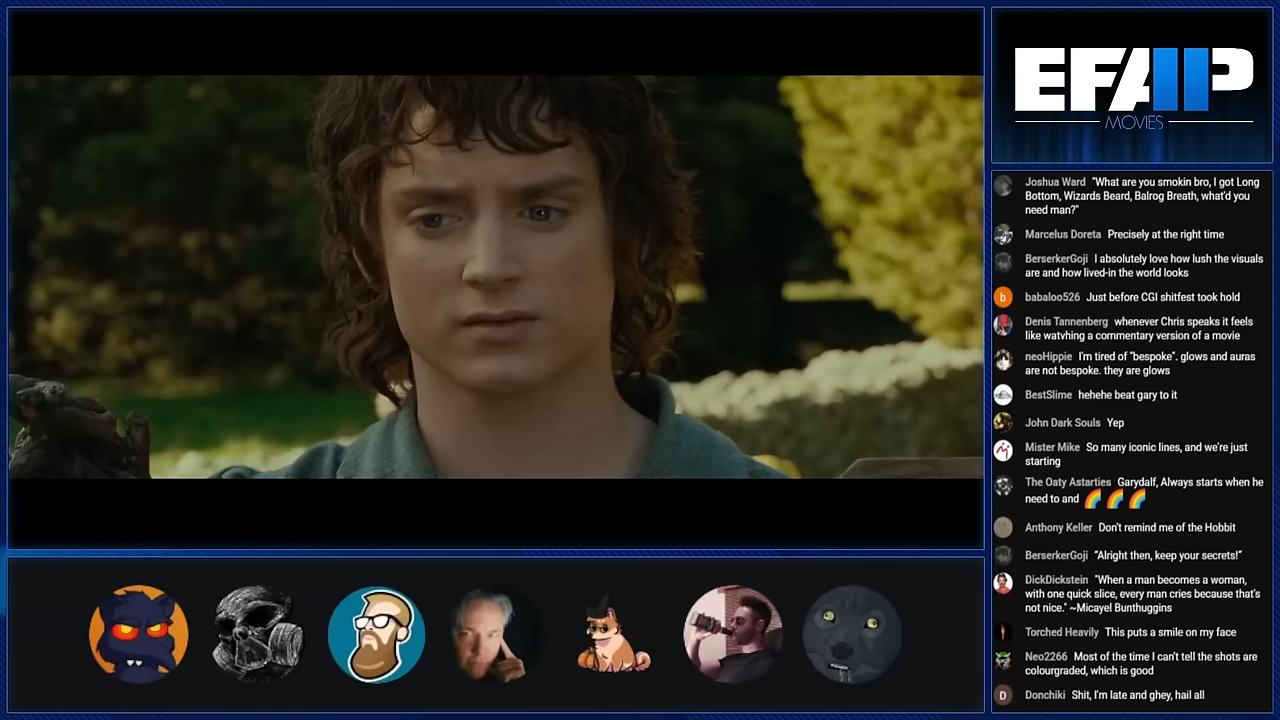 EFAP
MOVIES
Joshua Ward "What are you smokin bro, I got Long
Bottom, Wizards Beard, Balrog Breath, what'd you
need man?"
Marcelus Doreta Precisely at the right time
BerserkerGoji I absolutely love how lush the visuals
are and how lived-in the world looks
b
babaloo526 Just before CGI shitfest took hold
Denis Tannenberg whenever Chris speaks it feels
like watvhing a commentary version of a movie
neoHippie I'm tired of "bespoke". glows and auras
are not bespoke. they are glows
BestSlime hehehe beat gary to it
John Dark Souls Yep
Mister Mike So many iconic lines, and we're just
starting
The Oaty Astarties Garydalf, Always starts when he
need to and 🌈 🌈 🌈
Anthony Keller Don't remind me of the Hobbit
BerserkerGoji "Alright then, keep your secrets!"
DickDickstein "When a man becomes a woman,
with one quick slice, every man cries because that's
not nice." ~Micayel Bunthuggins
Torched Heavily This puts a smile on my face
Neo2266 Most of the time I can't tell the shots are
colourgraded, which is good
D
Donchiki Shit, I'm late and ghey, hail all